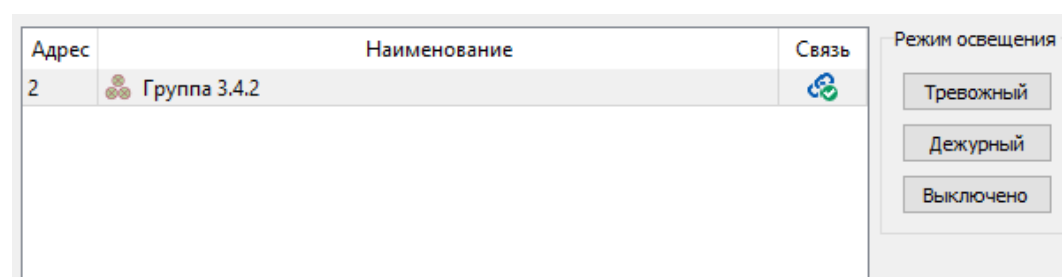 Адрес Наименование Связь
2 Группа 3.4.2
Режим освещения
Тревожный
Дежурный
Выключено